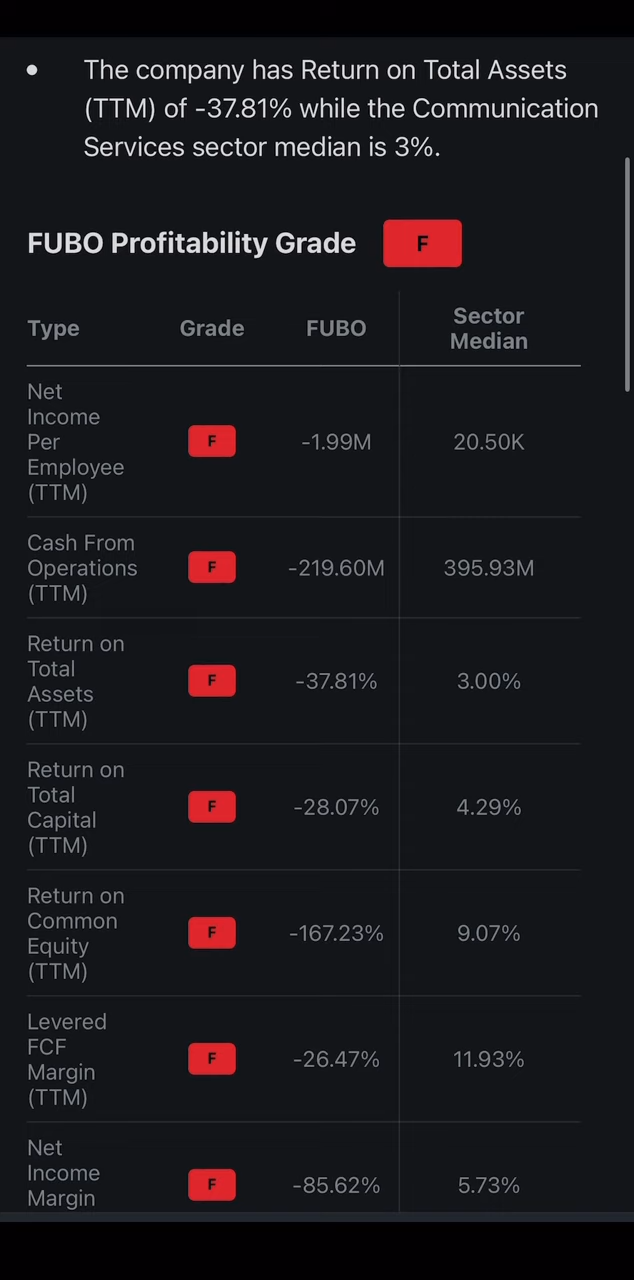 • The company has Return on Total Assets
(TTM) of -37.81% while the Communication
Services sector median is 3%.
FUBO Profitability Grade F
Type Grade FUBO Sector
Median
Net
Income
Per
Employee
(TTM)
F -1.99M 20.50K
Cash From
Operations
(TTM)
F -219.60M 395.93M
Return on
Total
Assets
(TTM)
F -37.81% 3.00%
Return on
Total
Capital
(TTM)
F -28.07% 4.29%
Return on
Common
Equity
(TTM)
F -167.23% 9.07%
Levered
FCF
Margin
(TTM)
F -26.47% 11.93%
Net
Income
Margin
F -85.62% 5.73%